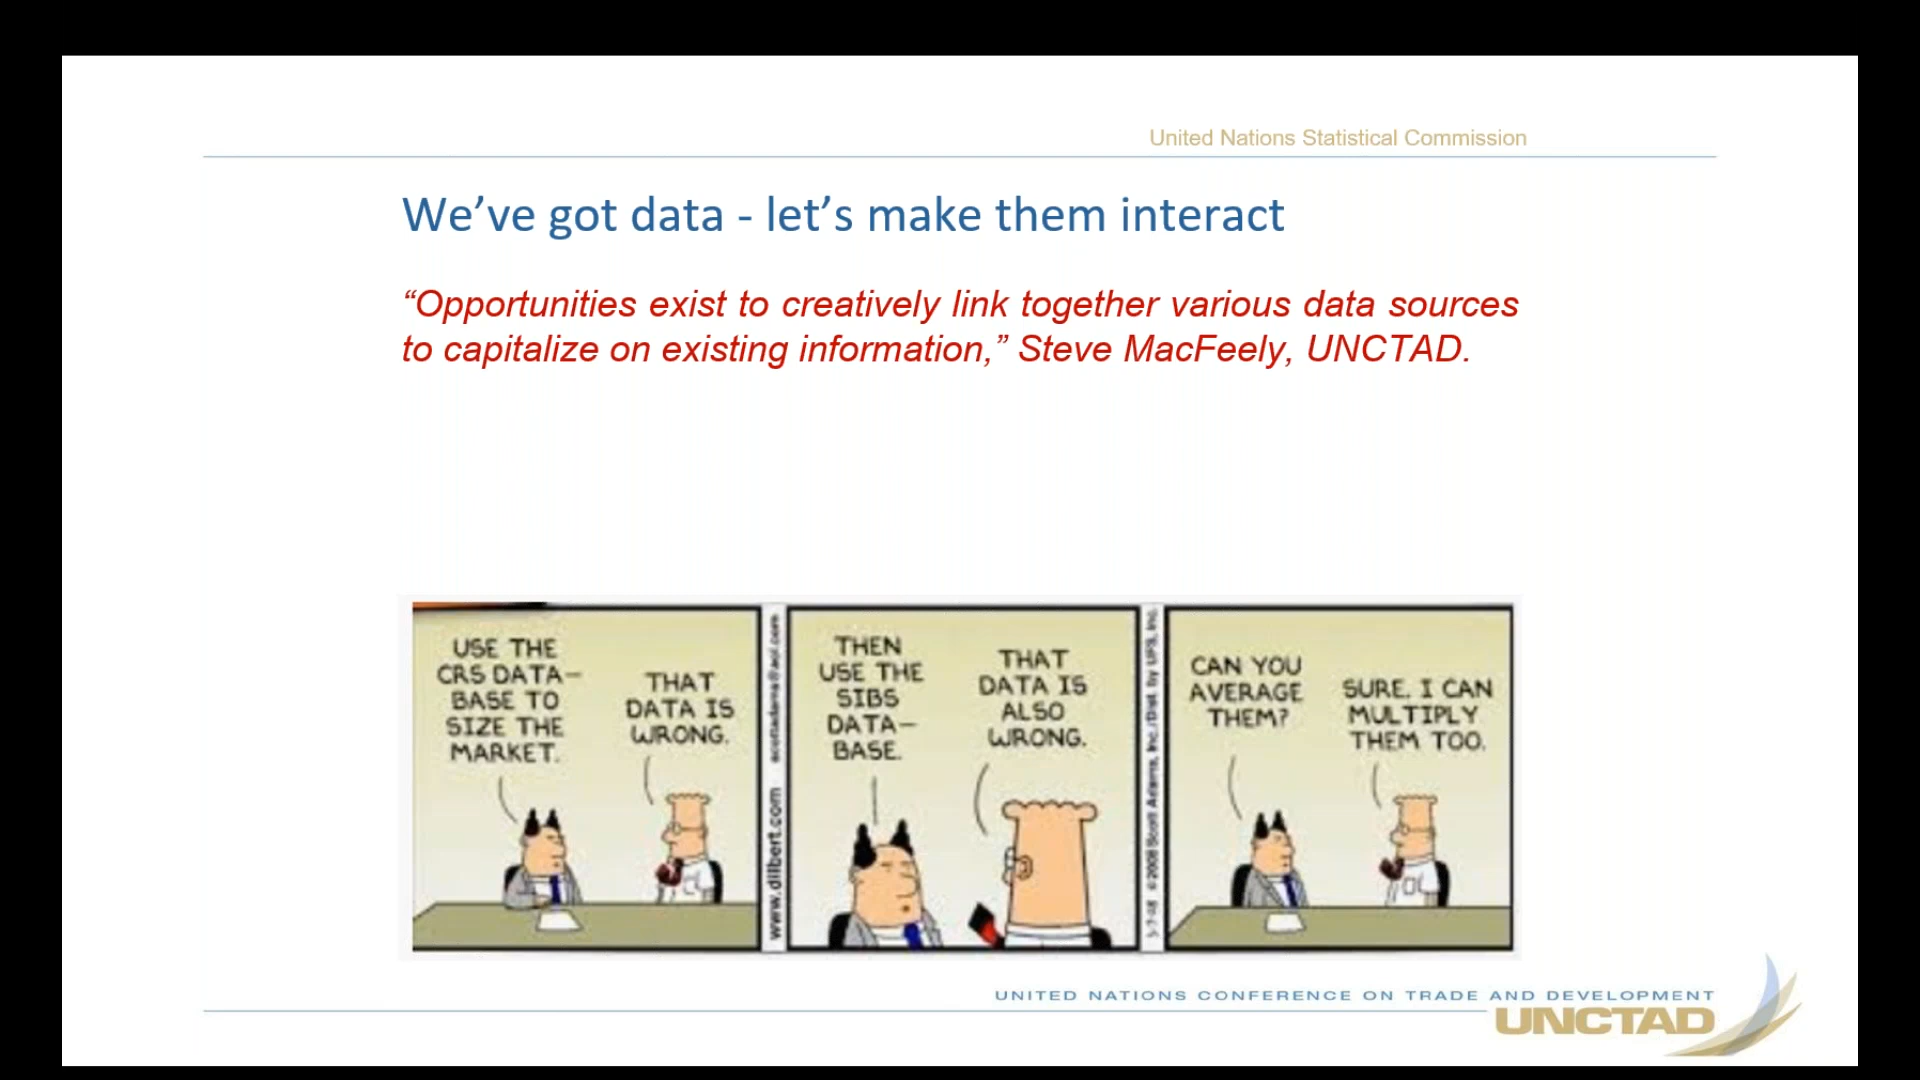 United Nations Statistical Commission
We’ve got data - let’s make them interact
“Opportunities exist to creatively link together various data sources
to capitalize on existing information,” Steve MacFeely, UNCTAD.
USE THE
CRS DATA–
BASE TO
SIZE THE
MARKET.
THAT
DATA IS
WRONG.
www.dilbert.com scottadams@aol.com
THEN
USE THE
SIBS
DATA–
BASE.
THAT
DATA IS
ALSO
WRONG.
5-7-08 ©2008 Scott Adams, Inc./Dist. by UFS, Inc.
CAN YOU
AVERAGE
THEM?
SURE. I CAN
MULTIPLY
THEM TOO.
UNITED NATIONS CONFERENCE ON TRADE AND DEVELOPMENT
UNCTAD